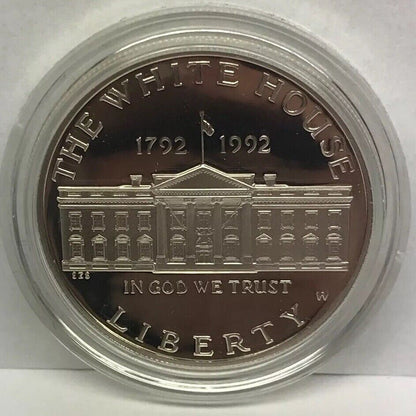 THE WHITE HOUSE
1792 1992
IN GOD WE TRUST
W
LIBERTY